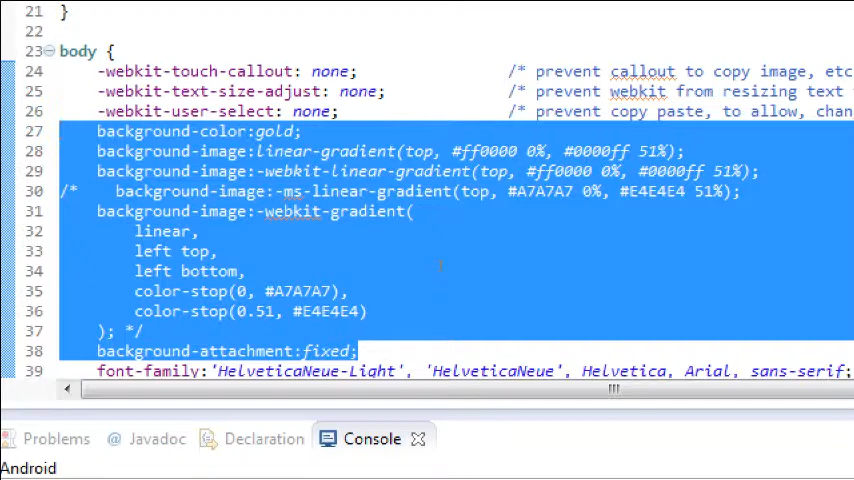 21 }
22
23 body {
24 -webkit-touch-callout: none; /* prevent callout to copy image, etc
25 -webkit-text-size-adjust: none; /* prevent webkit from resizing text
26 -webkit-user-select: none; /* prevent copy paste, to allow, chan
27 background-color:gold;
28 background-image:linear-gradient(top, #ff0000 0%, #0000ff 51%);
29 background-image:-webkit-linear-gradient(top, #ff0000 0%, #0000ff 51%);
30 /* background-image:-ms-linear-gradient(top, #A7A7A7 0%, #E4E4E4 51%);
31 background-image:-webkit-gradient(
32 linear,
33 left top,
34 left bottom,
35 color-stop(0, #A7A7A7),
36 color-stop(0.51, #E4E4E4)
37 ); */
38 background-attachment:fixed;
39 font-family:'HelveticaNeue-Light', 'HelveticaNeue', Helvetica, Arial, sans-serif;
Problems @ Javadoc Declaration Console
Android